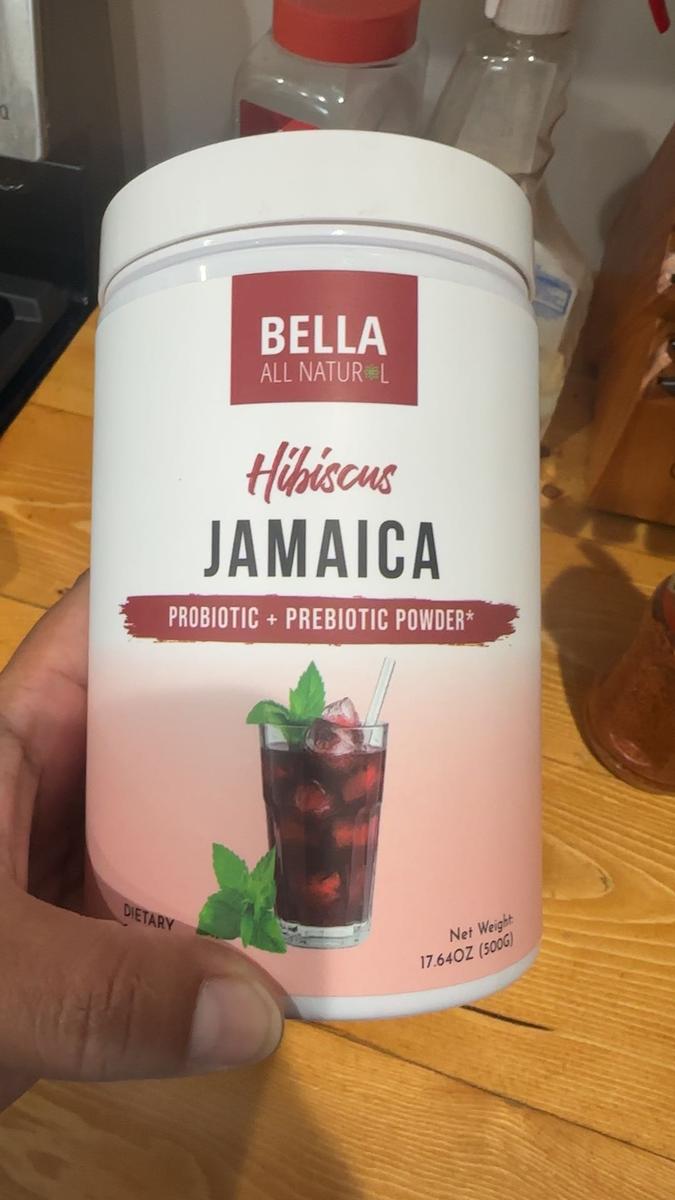 BELLA
ALL NATURAL
Hibiscus
JAMAICA
PROBIOTIC + PREBIOTIC POWDER*
DIETARY
Net Weight:
17.64OZ (500G)